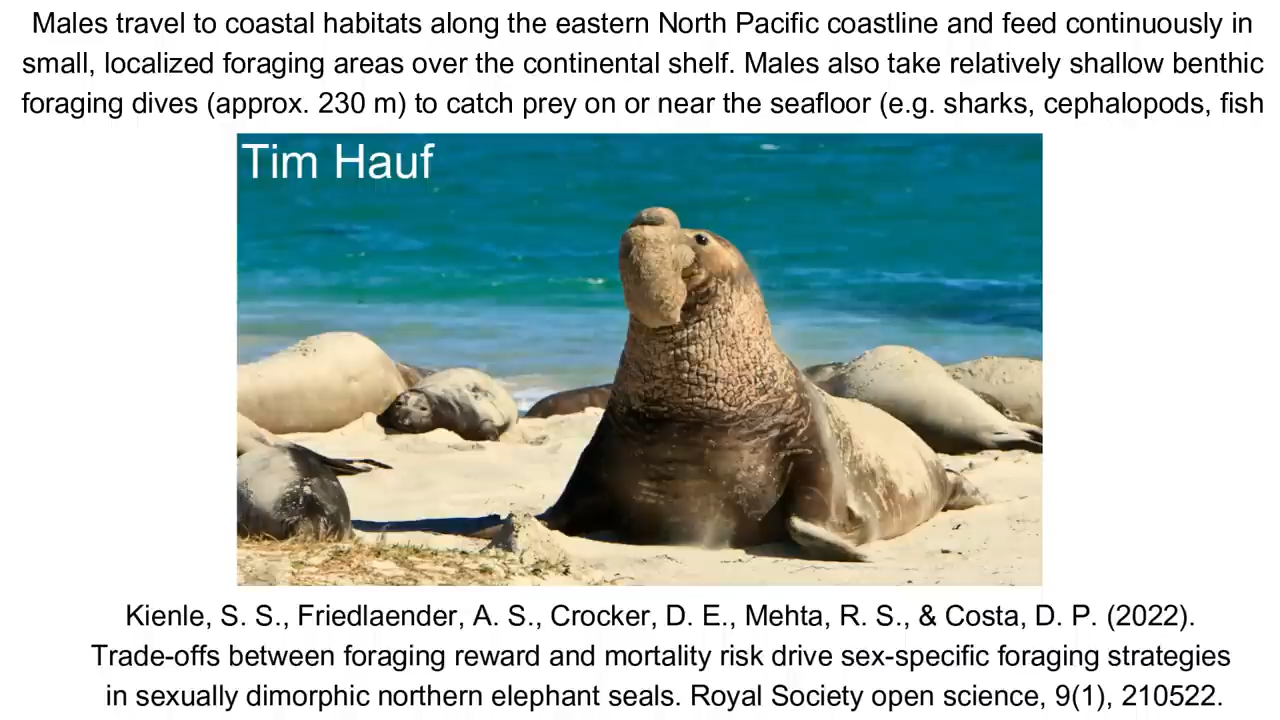 Males travel to coastal habitats along the eastern North Pacific coastline and feed continuously in
small, localized foraging areas over the continental shelf. Males also take relatively shallow benthic
foraging dives (approx. 230 m) to catch prey on or near the seafloor (e.g. sharks, cephalopods, fish
Tim Hauf
Kienle, S. S., Friedlaender, A. S., Crocker, D. E., Mehta, R. S., & Costa, D. P. (2022).
Trade-offs between foraging reward and mortality risk drive sex-specific foraging strategies
in sexually dimorphic northern elephant seals. Royal Society open science, 9(1), 210522.